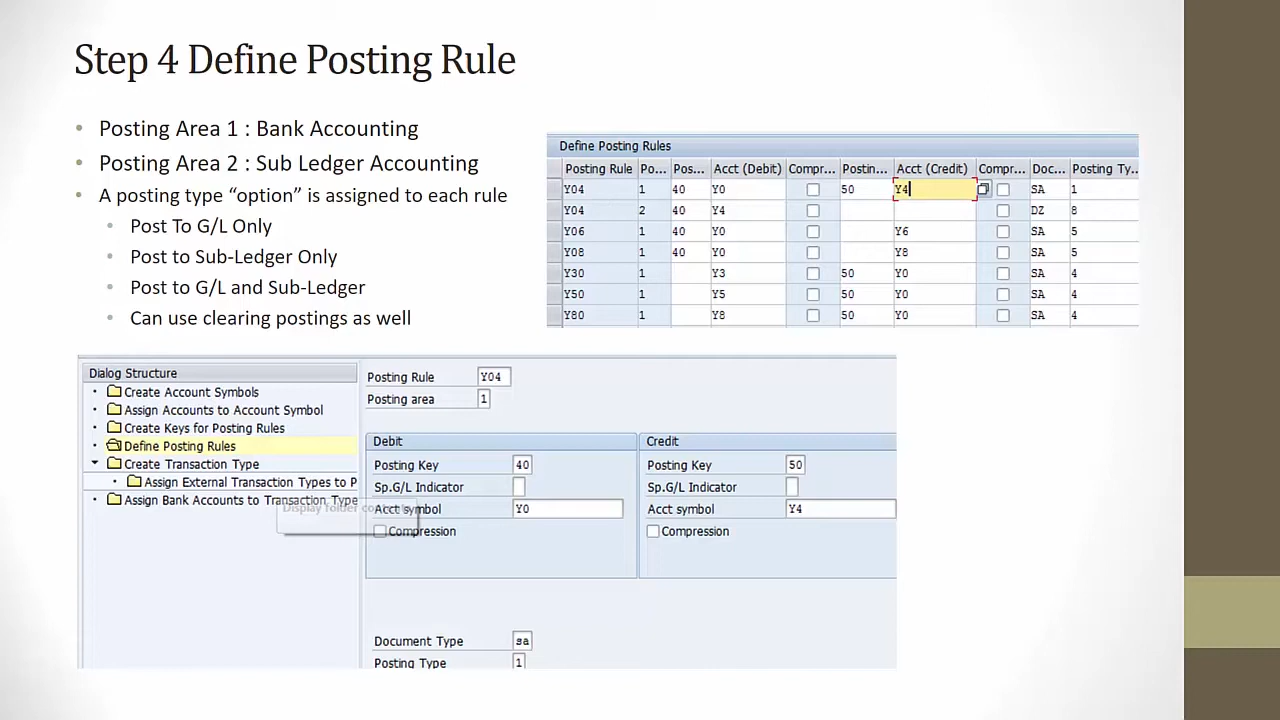 Step 4 Define Posting Rule
• Posting Area 1 : Bank Accounting
• Posting Area 2 : Sub Ledger Accounting
• A posting type “option” is assigned to each rule
• Post To G/L Only
• Post to Sub-Ledger Only
• Post to G/L and Sub-Ledger
• Can use clearing postings as well
Define Posting Rules
Posting Rule Po... Pos... Acct (Debit) Compr... Postin... Acct (Credit) Compr... Doc... Posting Ty...
Y04 1 40 Y0 50 Y4 SA 1
Y04 2 40 Y4 DZ 8
Y06 1 40 Y0 Y6 SA 5
Y08 1 40 Y0 Y8 SA 5
Y30 1 Y3 50 Y0 SA 4
Y50 1 Y5 50 Y0 SA 4
Y80 1 Y8 50 Y0 SA 4
Dialog Structure
Create Account Symbols
Assign Accounts to Account Symbol
Create Keys for Posting Rules
Define Posting Rules
Create Transaction Type
Assign External Transaction Types to P
Assign Bank Accounts to Transaction Type
Display folder
Posting Rule Y04
Posting area 1
Debit
Posting Key 40
Sp.G/L Indicator
Acct symbol Y0
Compression
Credit
Posting Key 50
Sp.G/L Indicator
Acct symbol Y4
Compression
Document Type sa
Posting Type 1